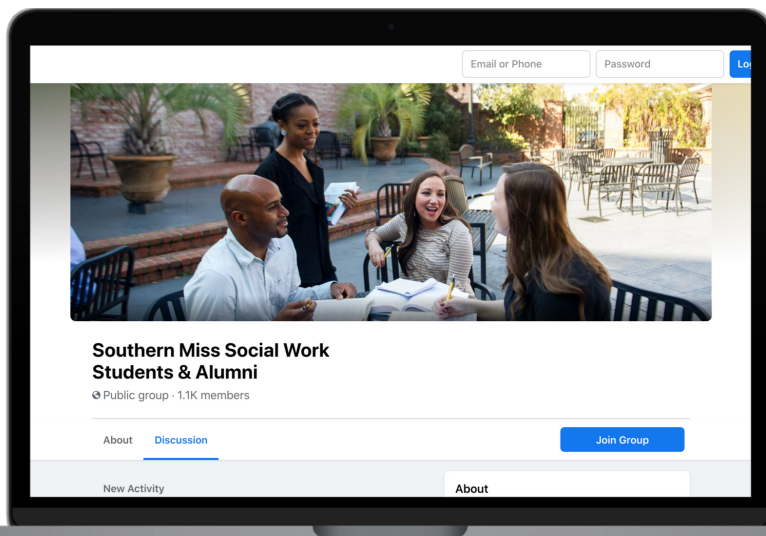 Email or Phone
Password
Southern Miss Social Work
Students & Alumni
Public group · 1.1K members
About
Discussion
Join Group
New Activity
About